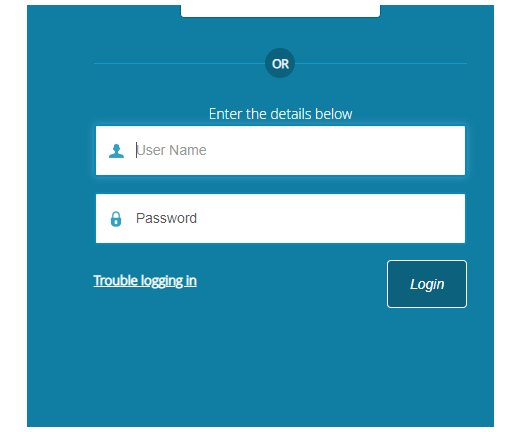 OR
Enter the details below
User Name
Password
Trouble logging in
Login